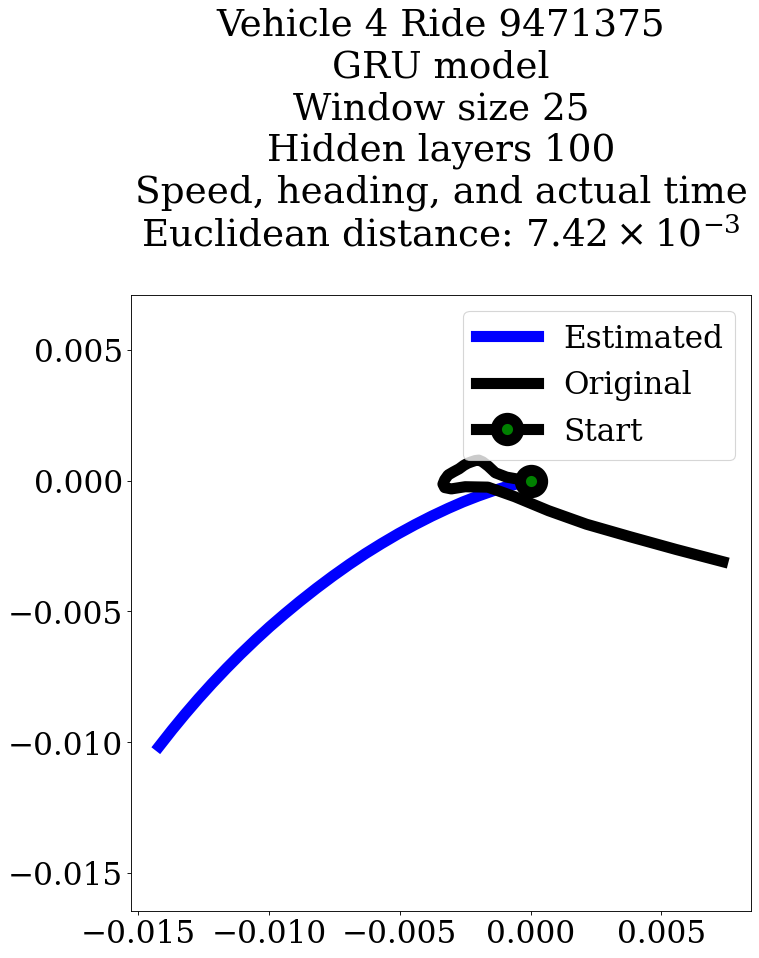 Vehicle 4 Ride 9471375
GRU model
Window size 25
Hidden layers 100
Speed, heading, and actual time
Euclidean distance: 7.42 × 10⁻³
Estimated
Original
Start
0.005
0.000
−0.005
−0.010
−0.015
−0.015 −0.010 −0.005 0.000 0.005